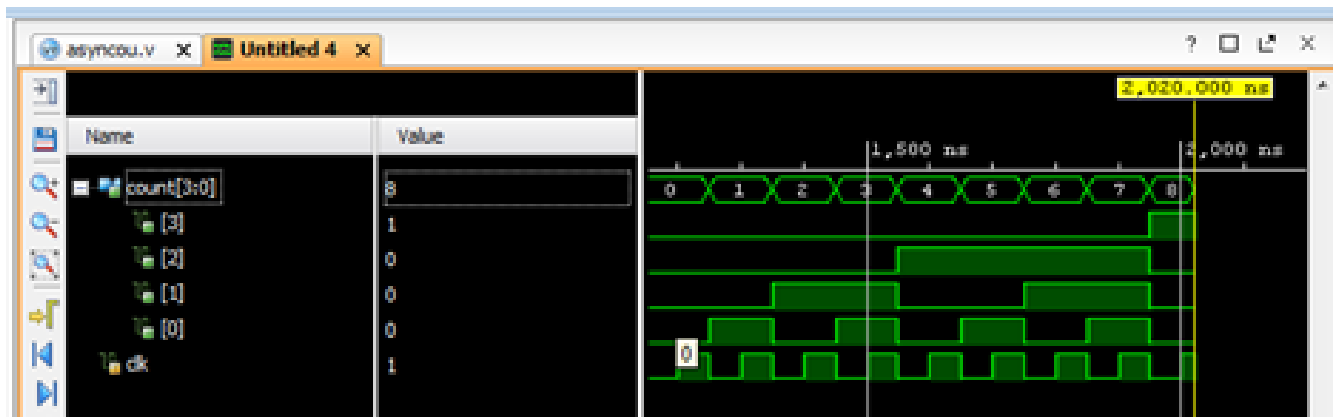 asyncou.v X Untitled 4 X ?
2,020.000 ns
Name Value
1,500 ns 2,000 ns
count[3:0] 8 0 1 2 3 4 5 6 7 8
[3] 1
[2] 0
[1] 0
[0] 0
0
clk 1